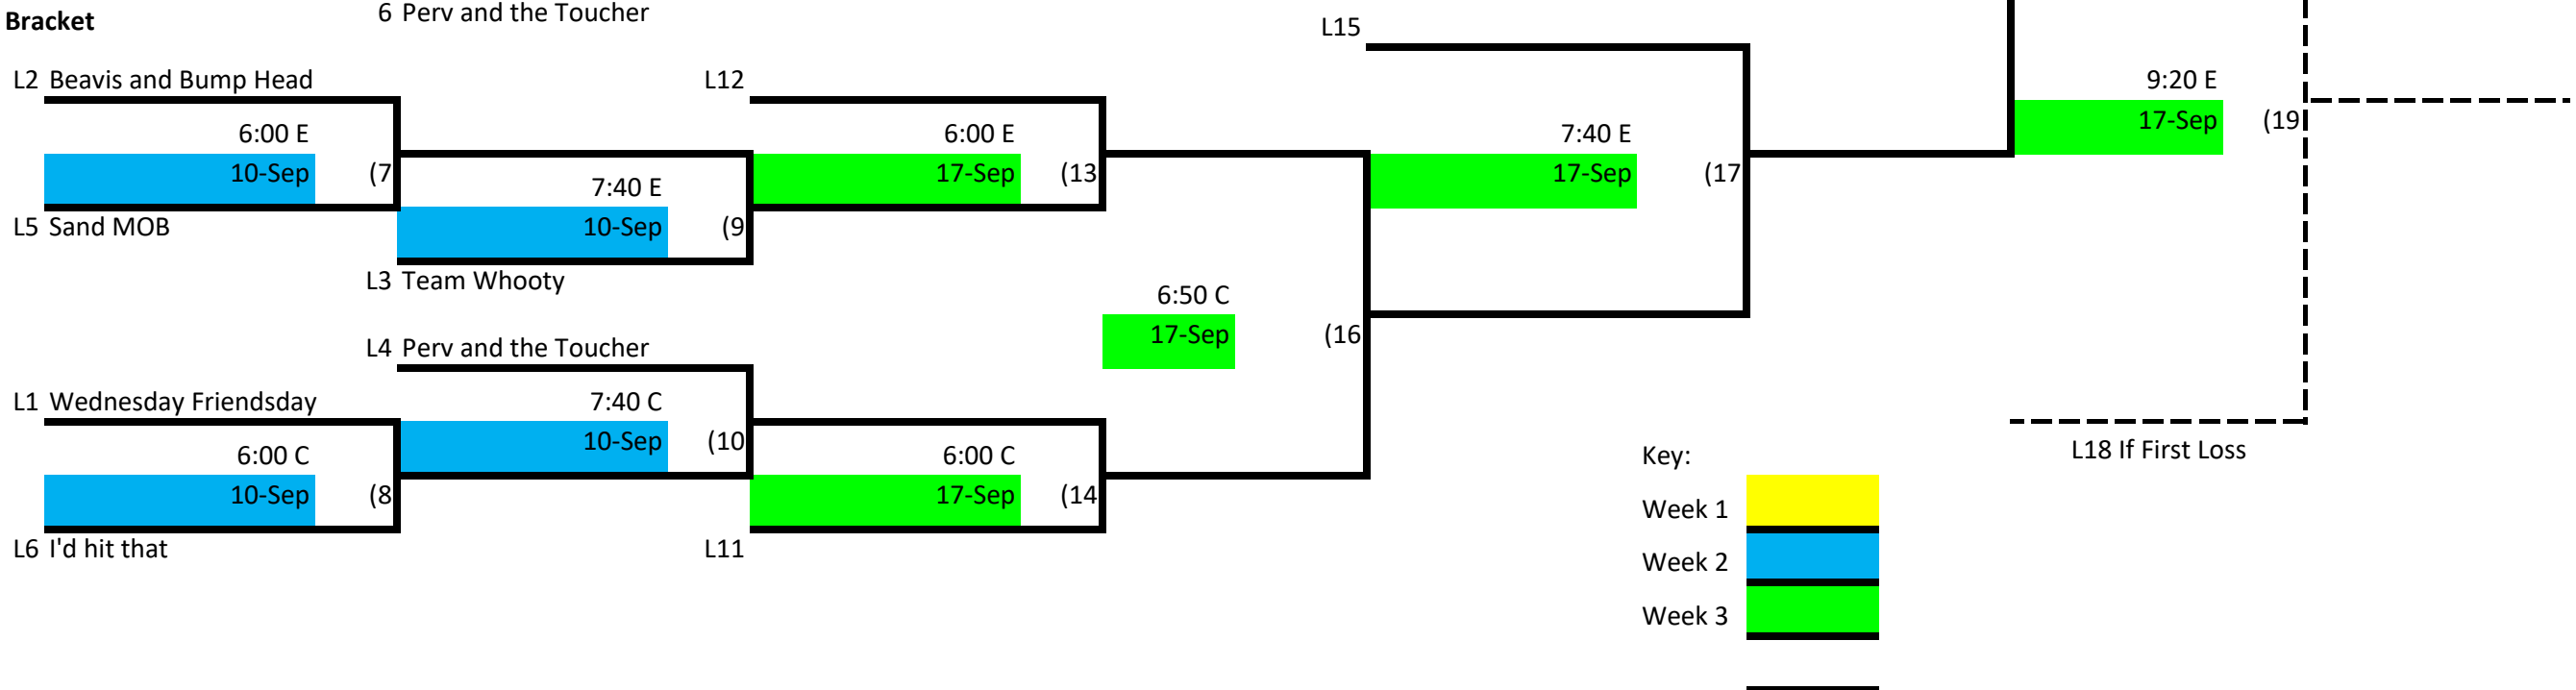 6 Perv and the Toucher
Bracket
L15
L2 Beavis and Bump Head
L12
9:20 E
6:00 E
6:00 E
7:40 E
17-Sep (19
10-Sep (7
17-Sep (13
17-Sep (17
7:40 E
L5 Sand MOB
10-Sep (9
L3 Team Whooty
6:50 C
17-Sep (16
L4 Perv and the Toucher
L1 Wednesday Friendsday
7:40 C
10-Sep (10
L18 If First Loss
6:00 C
6:00 C
Key:
10-Sep (8
17-Sep (14
Week 1
L6 I'd hit that
L11
Week 2
Week 3